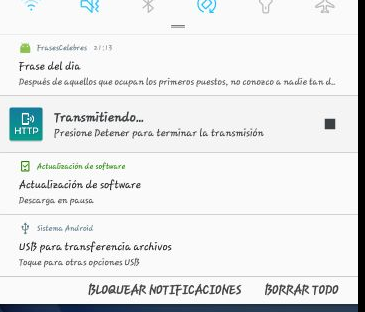 FrasesCelebres 21:13
Frase del día
Después de aquellos que ocupan los primeros puestos, no conozco a nadie tan d...
HTTP
Transmitiendo...
Presione Detener para terminar la transmisión
Actualización de software
Actualización de software
Descarga en pausa
Sistema Android
USB para transferencia archivos
Toque para otras opciones USB
BLOQUEAR NOTIFICACIONES BORRAR TODO